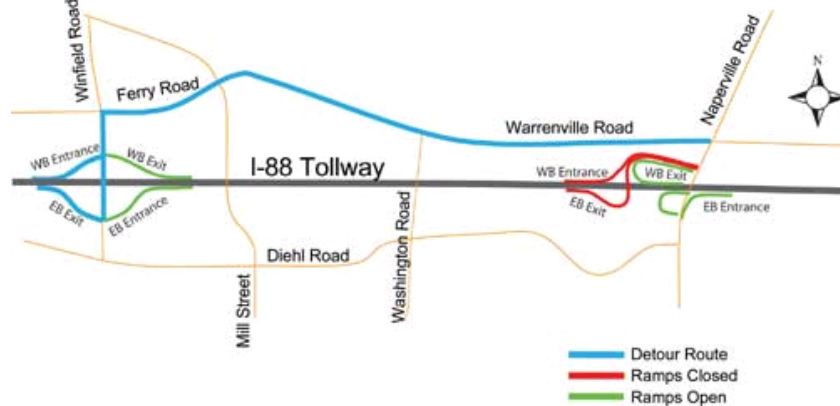 Winfield Road
Ferry Road
Naperville Road
N
Warrenville Road
WB Entrance
WB Exit
I-88 Tollway
WB Entrance
WB Exit
EB Exit
EB Entrance
EB Exit
EB Entrance
Washington Road
Diehl Road
Mill Street
Detour Route
Ramps Closed
Ramps Open